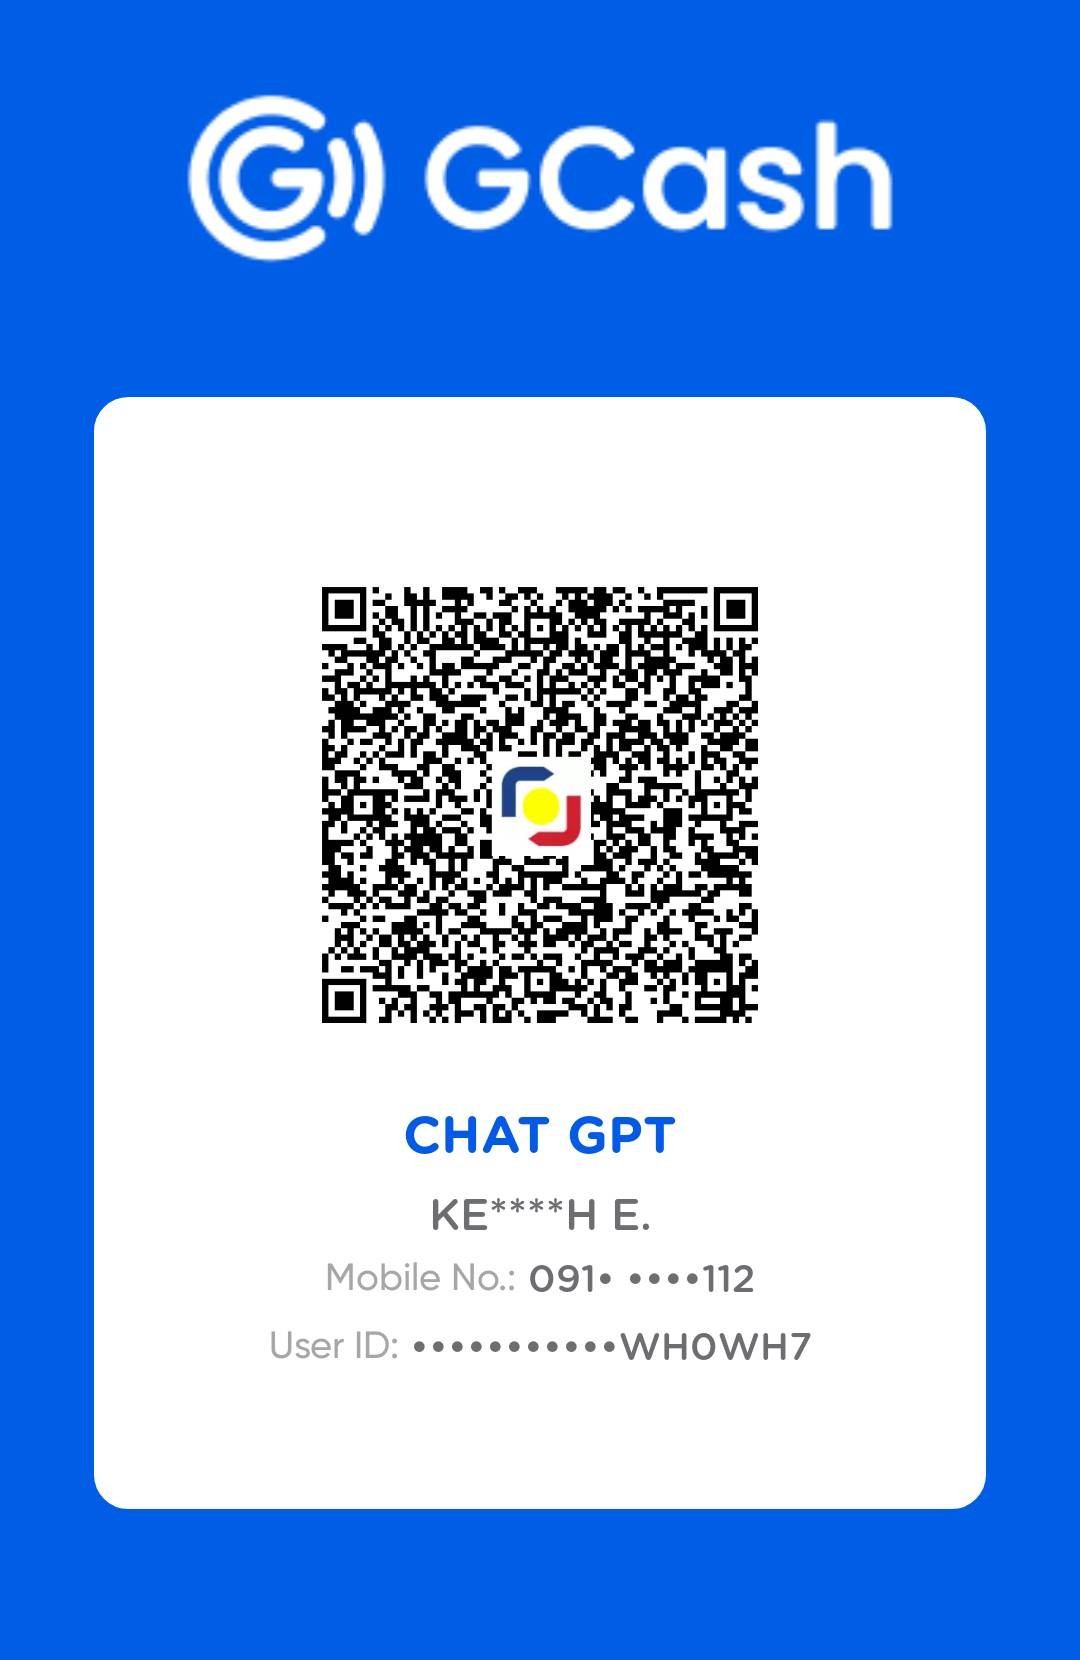 GCash
CHAT GPT
KE****H E.
Mobile No.: 091• ••••112
User ID: •••••••••••WH0WH7